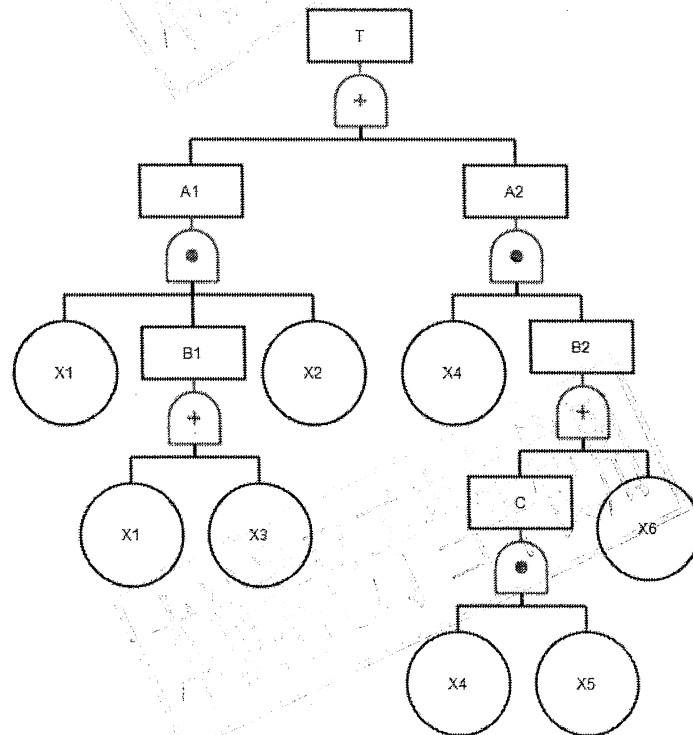 T
+
A1 A2
• •
X1 B1 X2 X4 B2
+ +
X1 X3 C X6
•
X4 X5